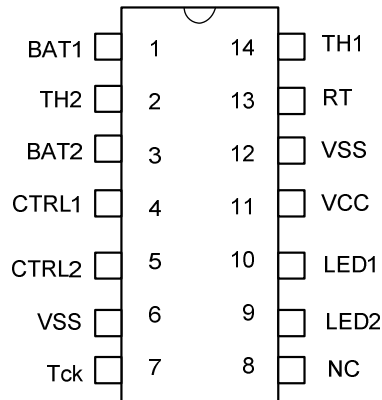 BAT1 1 14 TH1
TH2 2 13 RT
BAT2 3 12 VSS
CTRL1 4 11 VCC
CTRL2 5 10 LED1
VSS 6 9 LED2
Tck 7 8 NC